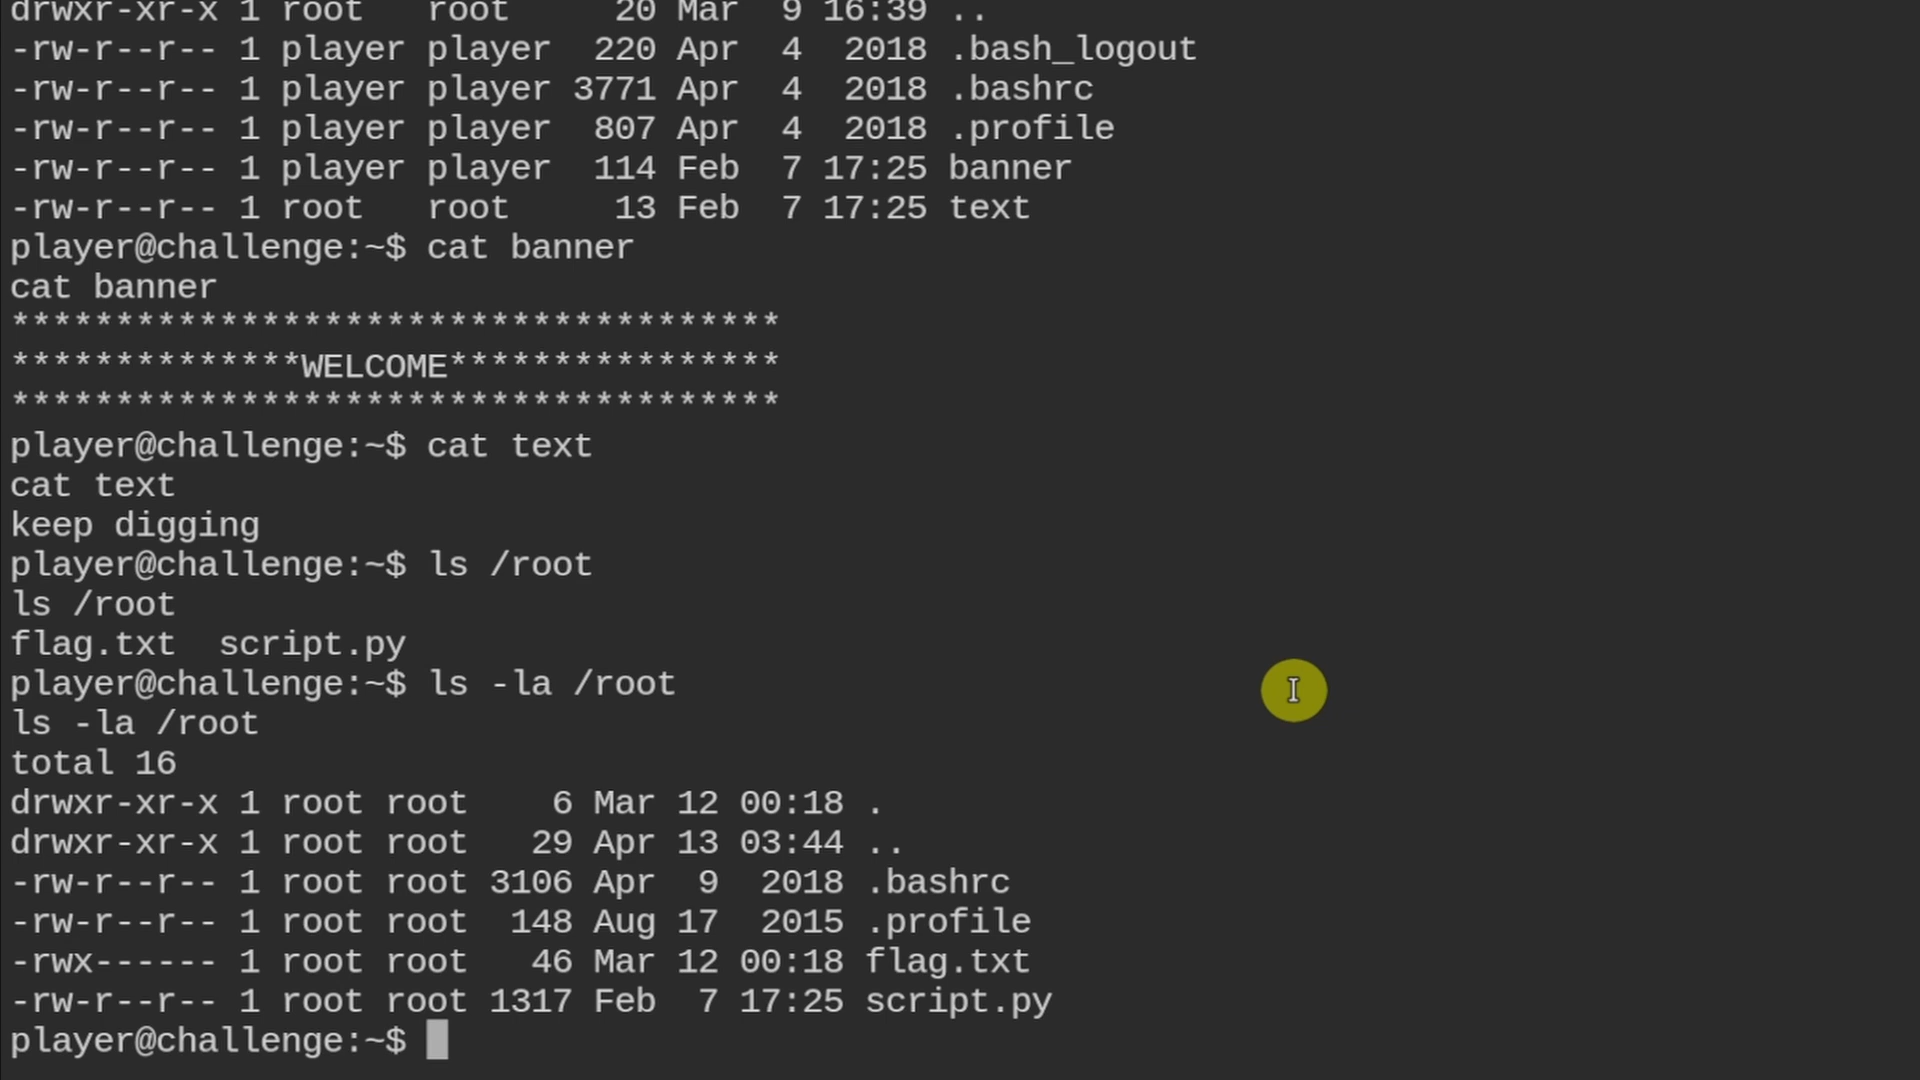 drwxr-xr-x 1 root   root     20 Mar  9 16:39 ..
-rw-r--r-- 1 player player  220 Apr  4  2018 .bash_logout
-rw-r--r-- 1 player player 3771 Apr  4  2018 .bashrc
-rw-r--r-- 1 player player  807 Apr  4  2018 .profile
-rw-r--r-- 1 player player  114 Feb  7 17:25 banner
-rw-r--r-- 1 root   root     13 Feb  7 17:25 text
player@challenge:~$ cat banner
cat banner
*************************************
**************WELCOME****************
*************************************
player@challenge:~$ cat text
cat text
keep digging
player@challenge:~$ ls /root
ls /root
flag.txt  script.py
player@challenge:~$ ls -la /root
ls -la /root
total 16
drwxr-xr-x 1 root root    6 Mar 12 00:18 .
drwxr-xr-x 1 root root   29 Apr 13 03:44 ..
-rw-r--r-- 1 root root 3106 Apr  9  2018 .bashrc
-rw-r--r-- 1 root root  148 Aug 17  2015 .profile
-rwx------ 1 root root   46 Mar 12 00:18 flag.txt
-rw-r--r-- 1 root root 1317 Feb  7 17:25 script.py
player@challenge:~$